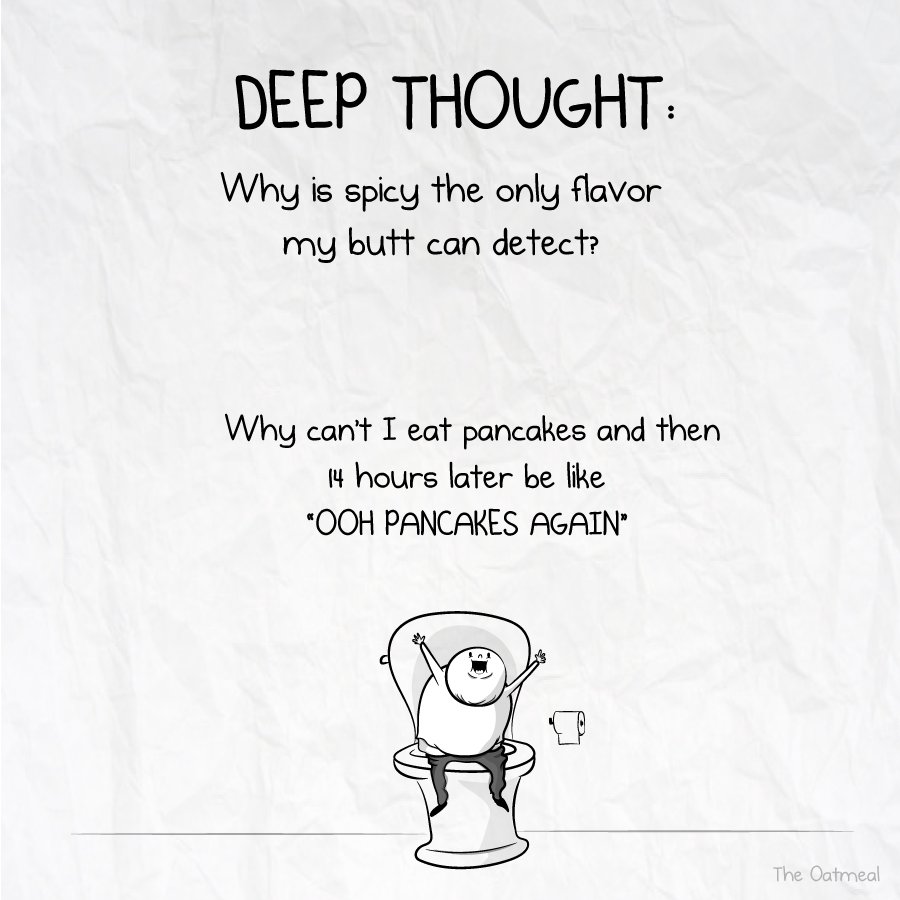 DEEP THOUGHT:
Why is spicy the only flavor
my butt can detect?
Why can't I eat pancakes and then
14 hours later be like
"OOH PANCAKES AGAIN"
The Oatmeal